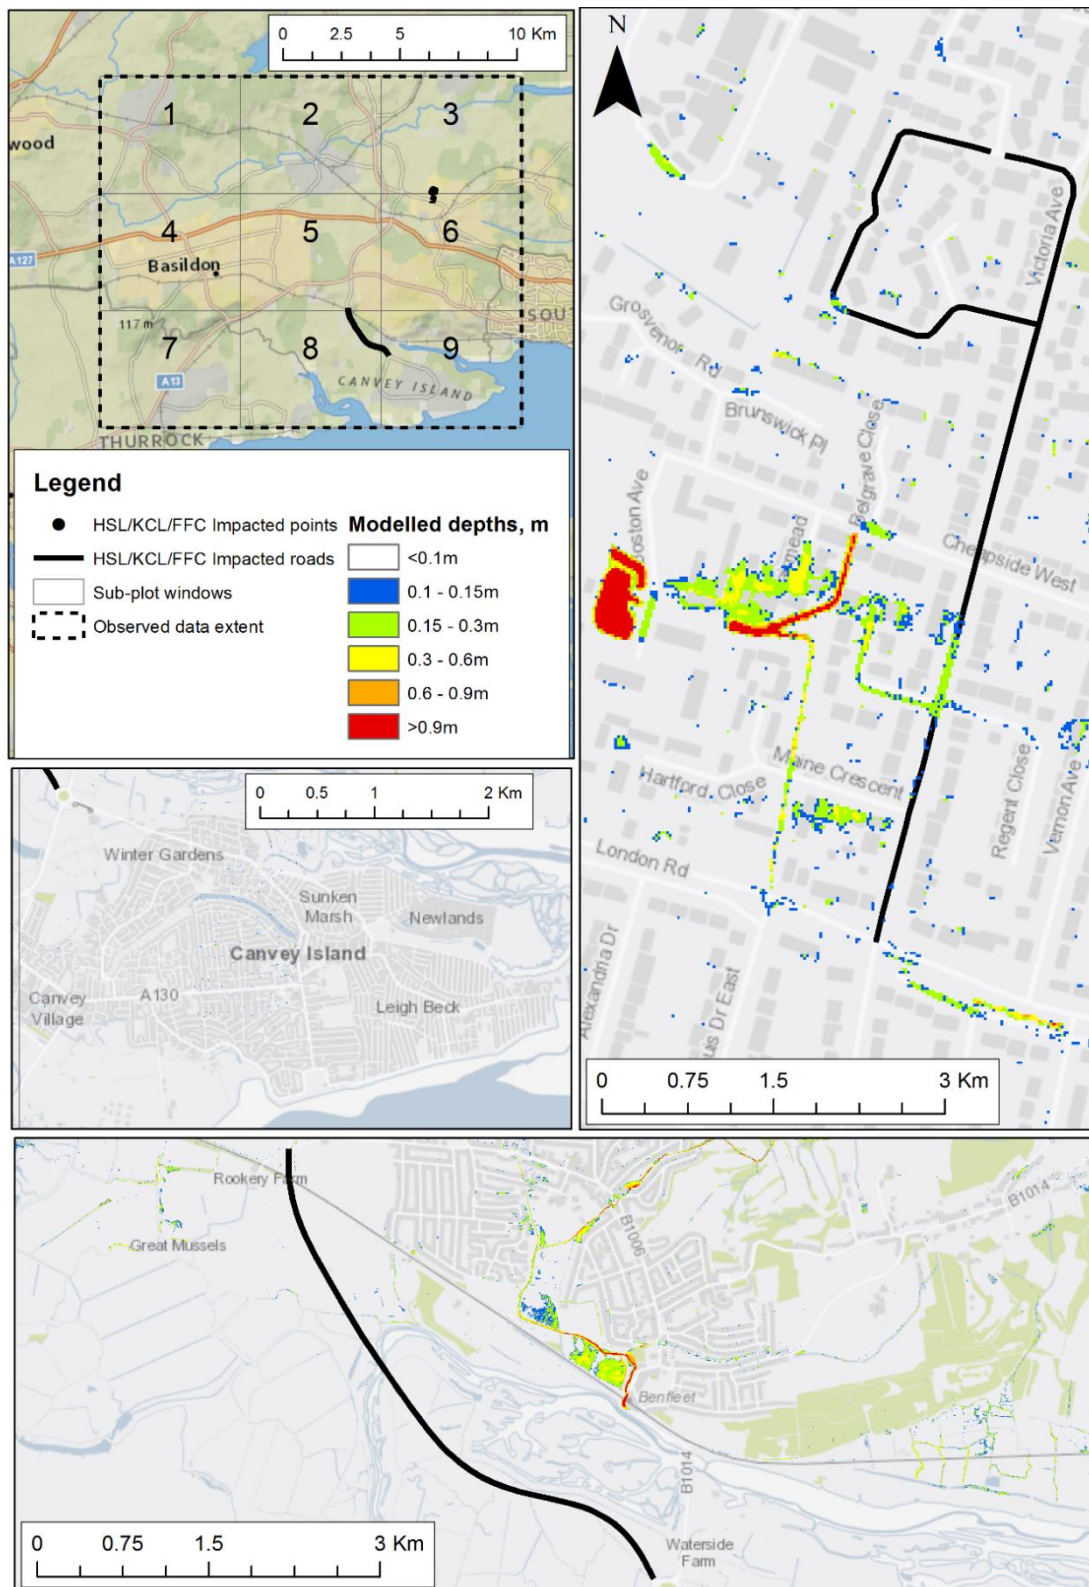 0 2.5 5 10 Km
1 2 3
wood
4 5 6
A127
Basildon
117 m
SOUT
7 8 9
A13
CANVEY ISLAND
THURROCK
Legend
HSL/KCL/FFC Impacted points
HSL/KCL/FFC Impacted roads
Sub-plot windows
Observed data extent
Modelled depths, m
<0.1m
0.1 - 0.15m
0.15 - 0.3m
0.3 - 0.6m
0.6 - 0.9m
>0.9m
N
Victoria Ave
Grosvenor Rd
Brunswick Pl
Belgrave Close
Boston Ave
mead
Cheapside West
Maine Crescent
Hartford Close
Regent Close
Vernon Ave
London Rd
Alexandria Dr
uis Dr East
0 0.75 1.5 3 Km
0 0.5 1 2 Km
Winter Gardens
Sunken
Marsh
Newlands
Canvey Island
Canvey
Village
A130
Leigh Beck
Rookery Farm
Great Mussels
B1006
B1014
Benfleet
B1014
Waterside
Farm
0 0.75 1.5 3 Km